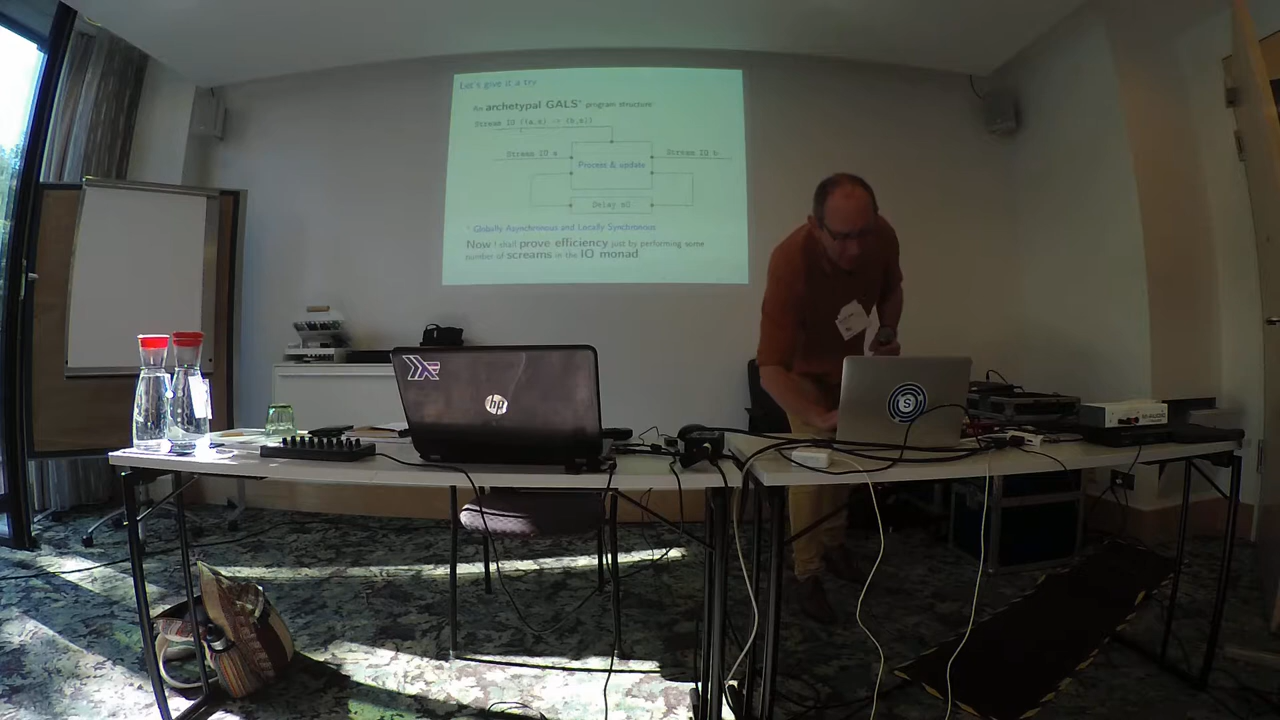 Let's give it a try
An archetypal GALS* program structure:
Stream IO ((a,s) -> (b,s))
Stream IO a
Stream IO b
Process & update
Delay s0
* Globally Asynchronous and Locally Synchronous
Now I shall prove efficiency just by performing some
number of screams in the IO monad.
hp
S
M-AUDIO